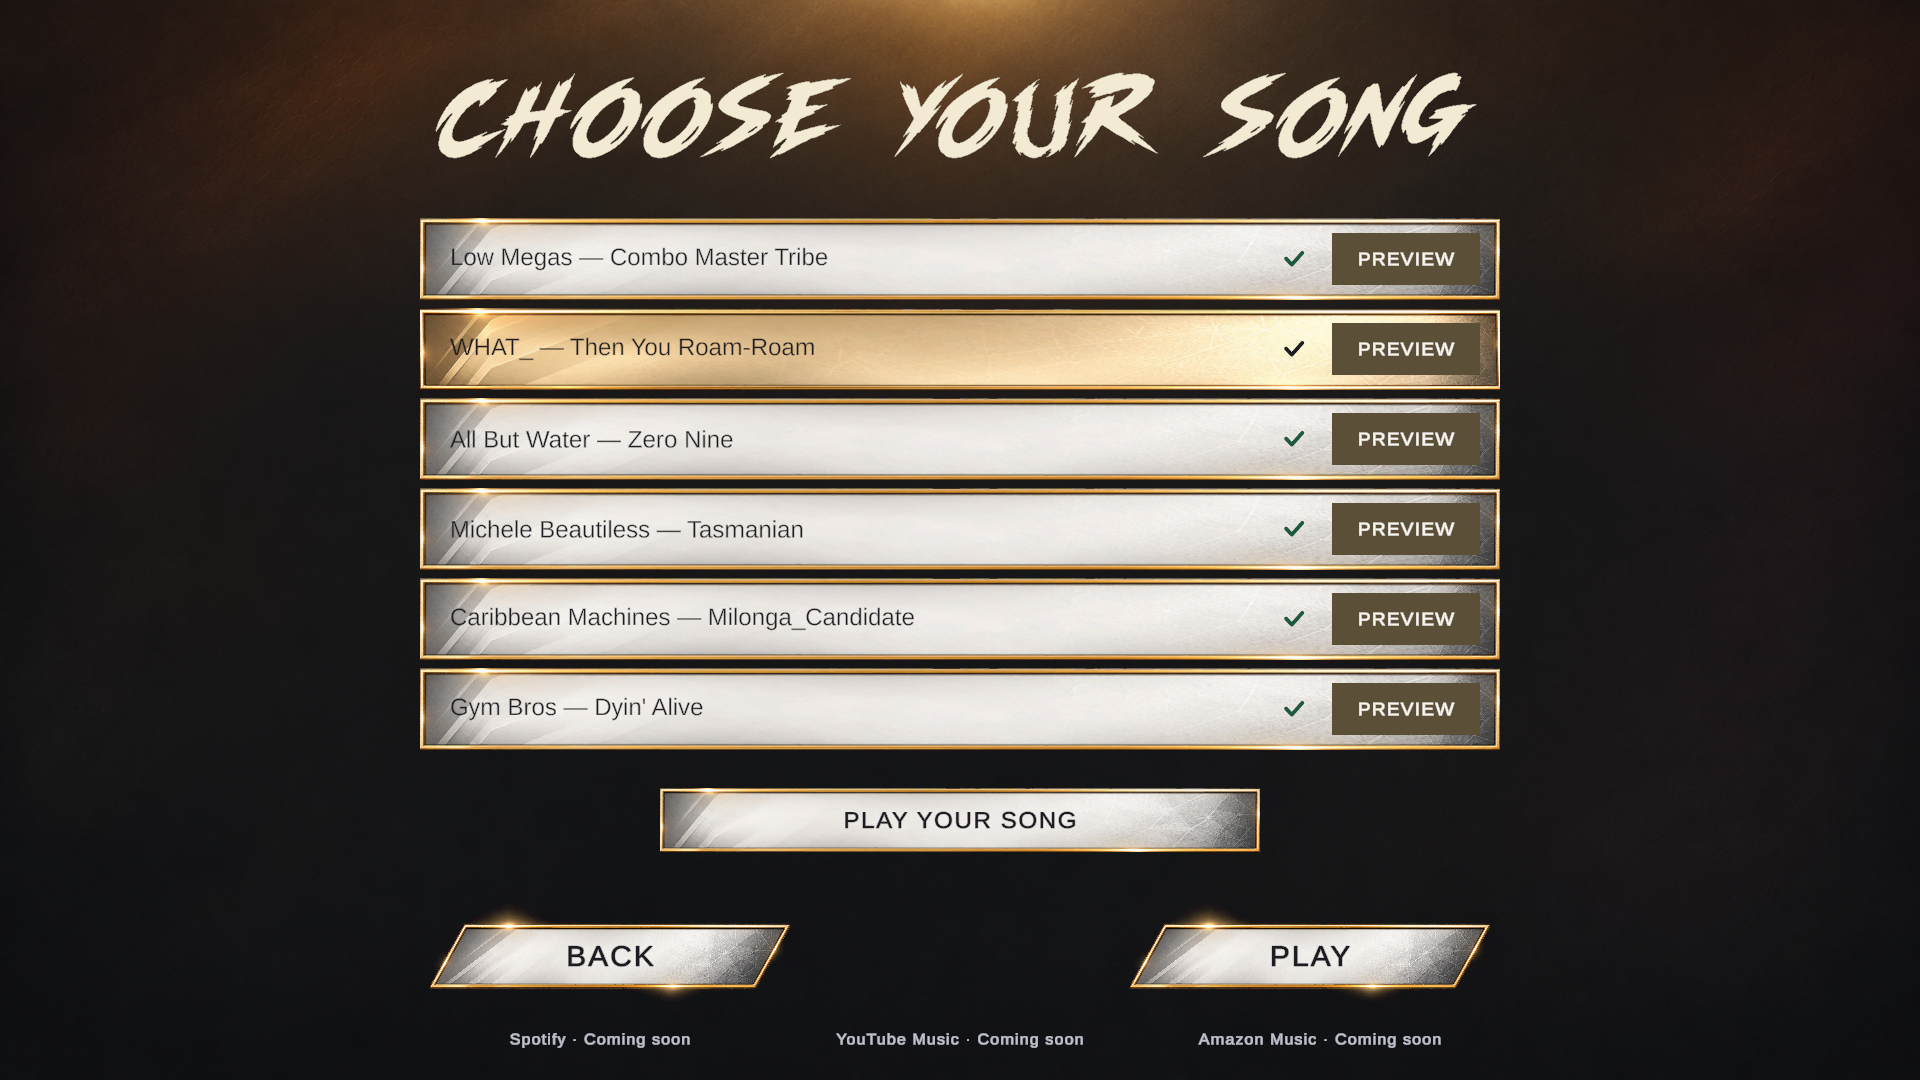 CHOOSE YOUR SONG
Low Megas — Combo Master Tribe
PREVIEW
WHAT_ — Then You Roam-Roam
PREVIEW
All But Water — Zero Nine
PREVIEW
Michele Beautiless — Tasmanian
PREVIEW
Caribbean Machines — Milonga_Candidate
PREVIEW
Gym Bros — Dyin' Alive
PREVIEW
PLAY YOUR SONG
BACK
PLAY
Spotify · Coming soon
YouTube Music · Coming soon
Amazon Music · Coming soon